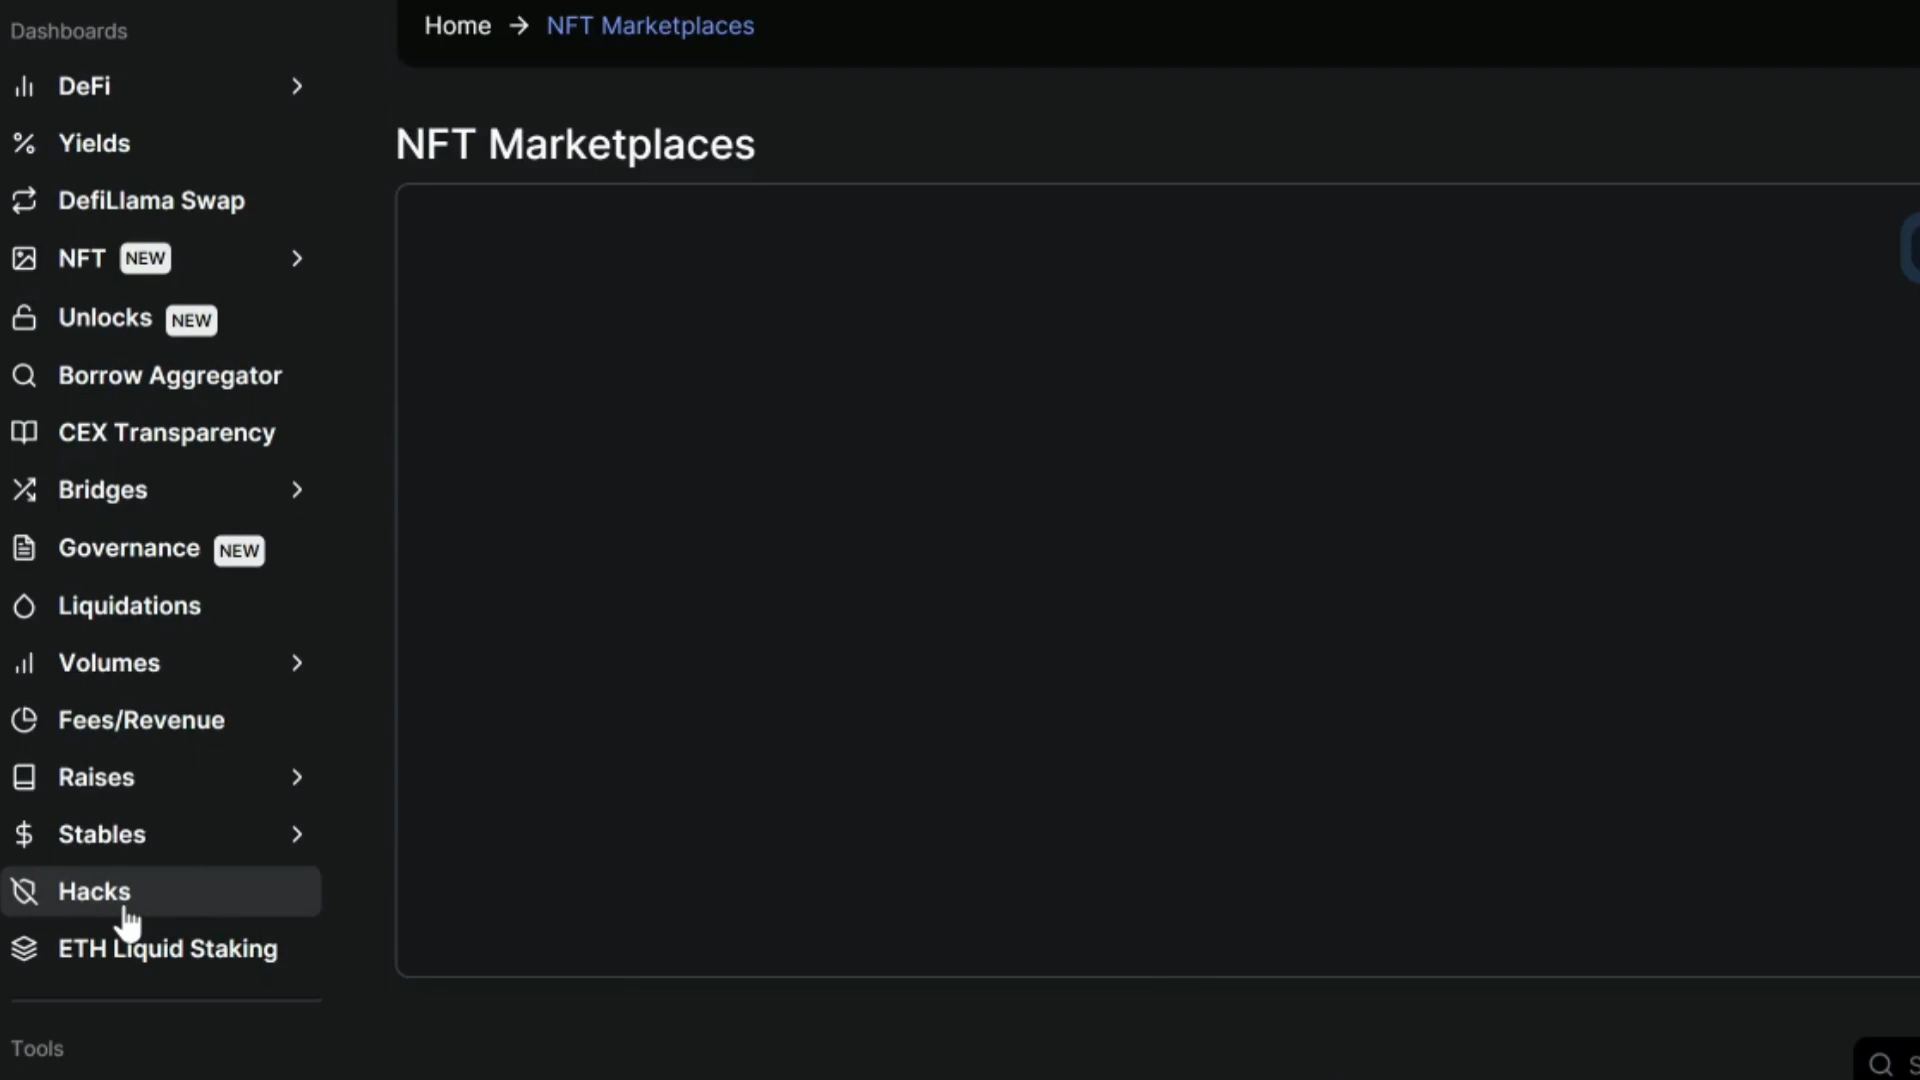 Dashboards
DeFi
Yields
DefiLlama Swap
NFT NEW
Unlocks NEW
Borrow Aggregator
CEX Transparency
Bridges
Governance NEW
Liquidations
Volumes
Fees/Revenue
Raises
Stables
Hacks
ETH Liquid Staking
Tools
Home → NFT Marketplaces
NFT Marketplaces